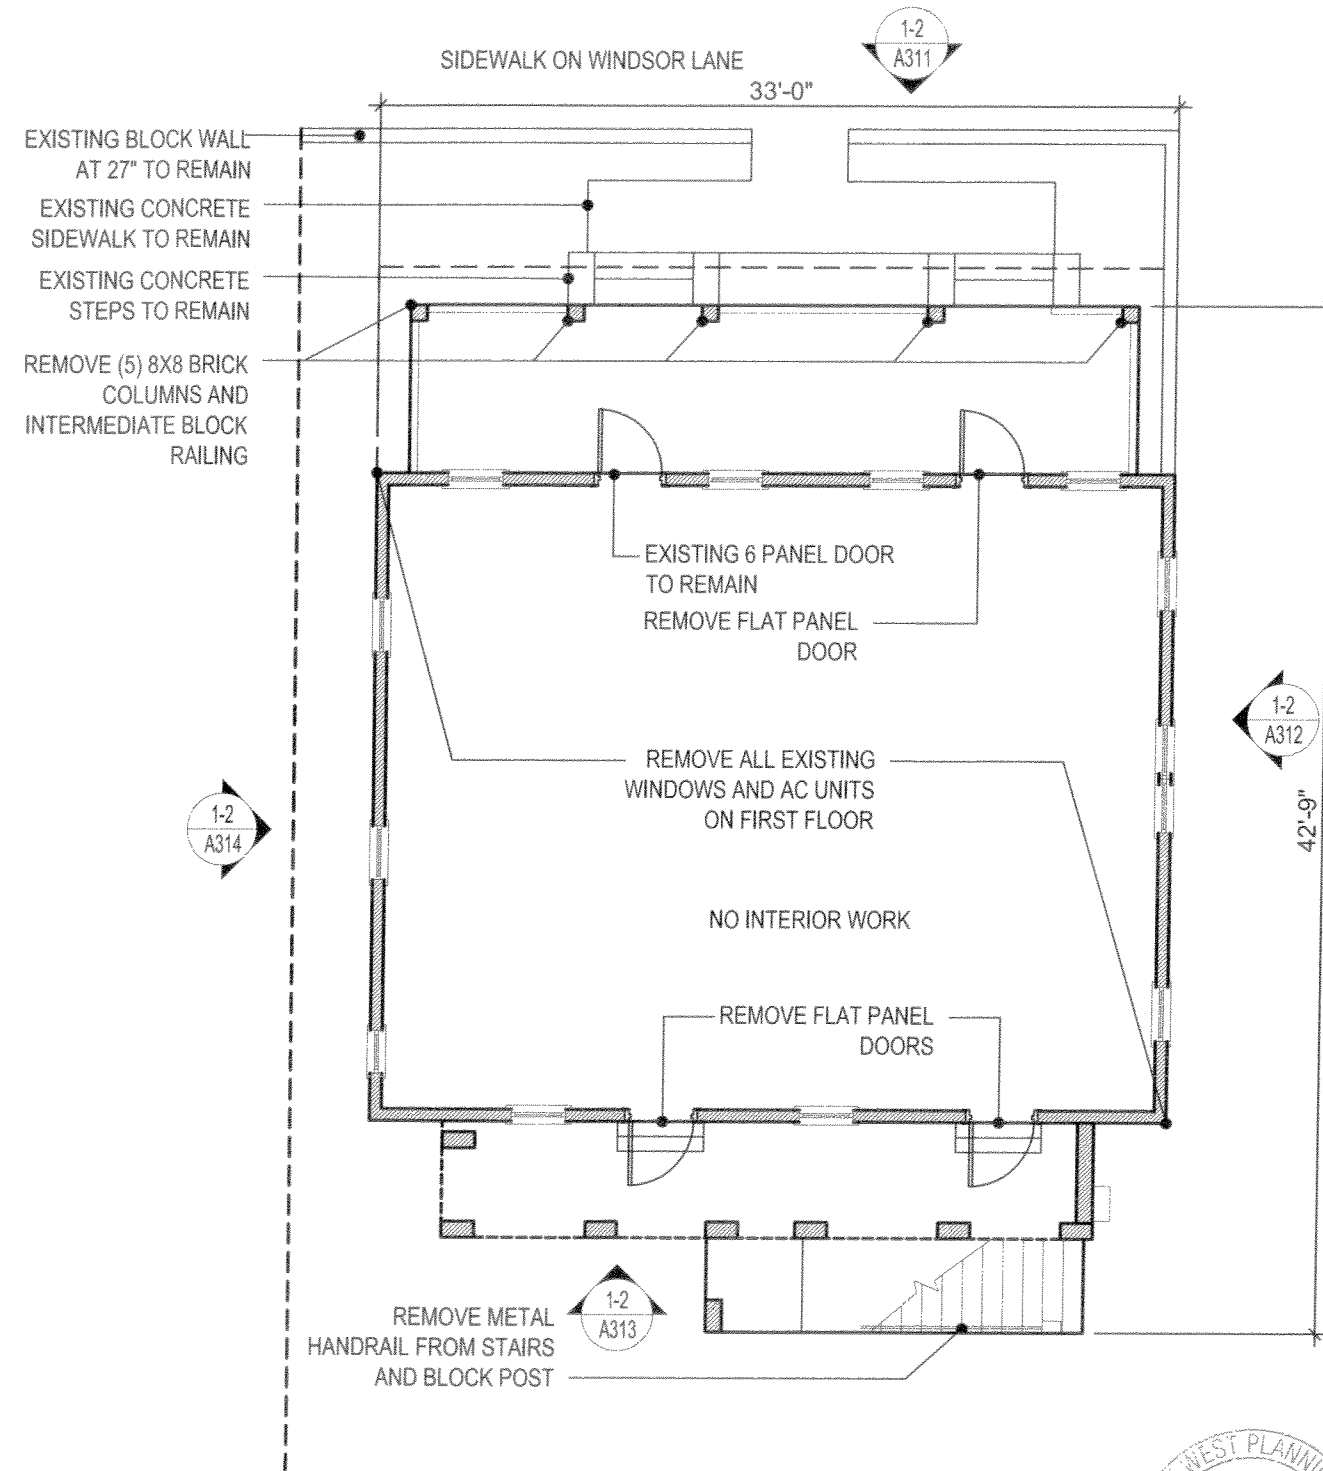 1-2
A311
SIDEWALK ON WINDSOR LANE
33'-0"
EXISTING BLOCK WALL
AT 27" TO REMAIN
EXISTING CONCRETE
SIDEWALK TO REMAIN
EXISTING CONCRETE
STEPS TO REMAIN
REMOVE (5) 8X8 BRICK
COLUMNS AND
INTERMEDIATE BLOCK
RAILING
EXISTING 6 PANEL DOOR
TO REMAIN
REMOVE FLAT PANEL
DOOR
1-2
A312
REMOVE ALL EXISTING
WINDOWS AND AC UNITS
ON FIRST FLOOR
42'-9"
1-2
A314
NO INTERIOR WORK
REMOVE FLAT PANEL
DOORS
1-2
A313
REMOVE METAL
HANDRAIL FROM STAIRS
AND BLOCK POST
WEST PLANNI